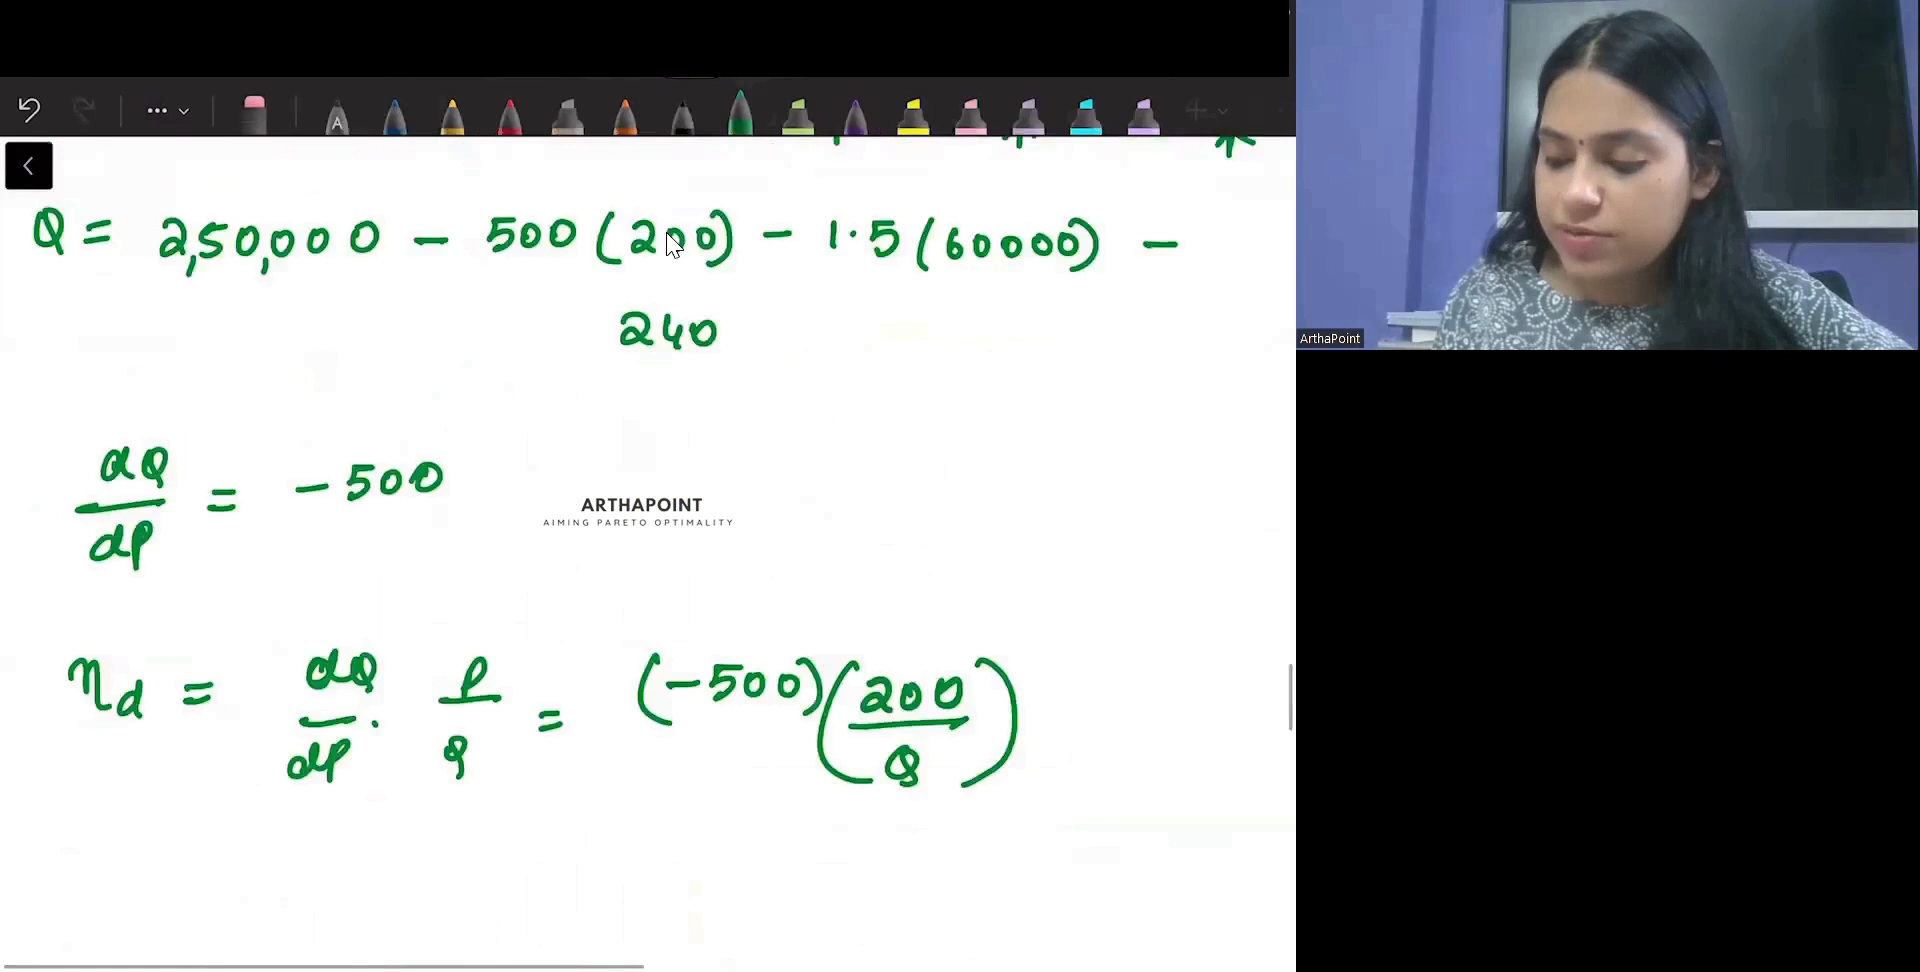 A
Q = 2,50,000 - 500 (200) - 1.5 (60000) -
240
ArthaPoint
dQ/dP = - 500
ARTHAPOINT
AIMING PARETO OPTIMALITY
ηd = dQ/dP . P/Q = (-500) (200/Q)